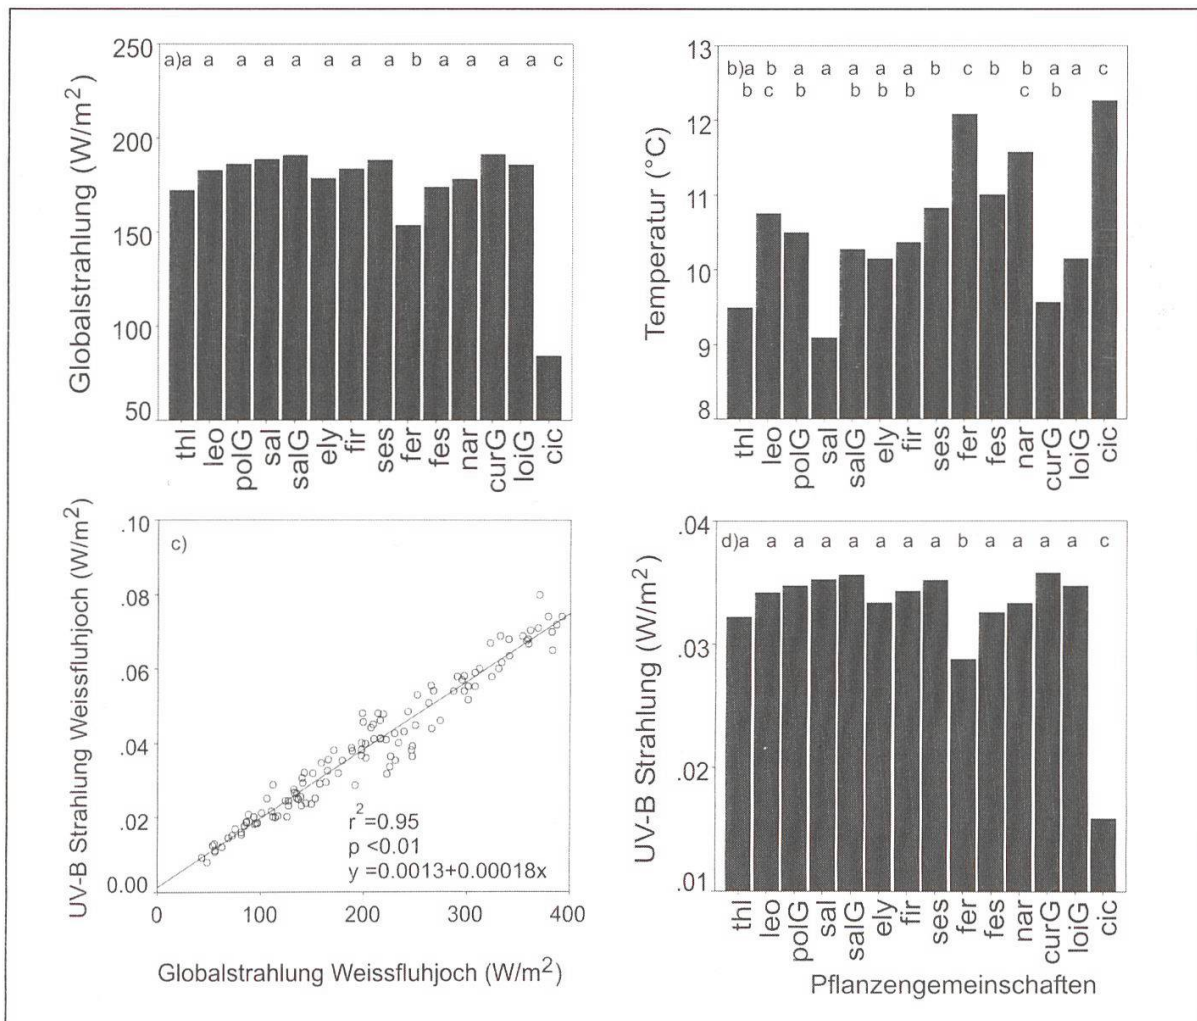 Globalstrahlung (W/m²)
250
200
150
100
50
a)a a a a a a a a b a a a a c
thl leo polG sal salG ely fir ses fer fes nar curG loiG cic
Temperatur (°C)
13
12
11
10
9
8
b)a b a a a a a b c b b a a c
b c b b b b c b
thl leo polG sal salG ely fir ses fer fes nar curG loiG cic
UV-B Strahlung Weissfluhjoch (W/m²)
.10
.08
.06
.04
.02
0.00
c)
r²=0.95
p <0.01
y =0.0013+0.00018x
0 100 200 300 400
Globalstrahlung Weissfluhjoch (W/m²)
UV-B Strahlung (W/m²)
.04
.03
.02
.01
d)a a a a a a a a b a a a a c
thl leo polG sal salG ely fir ses fer fes nar curG loiG cic
Pflanzengemeinschaften